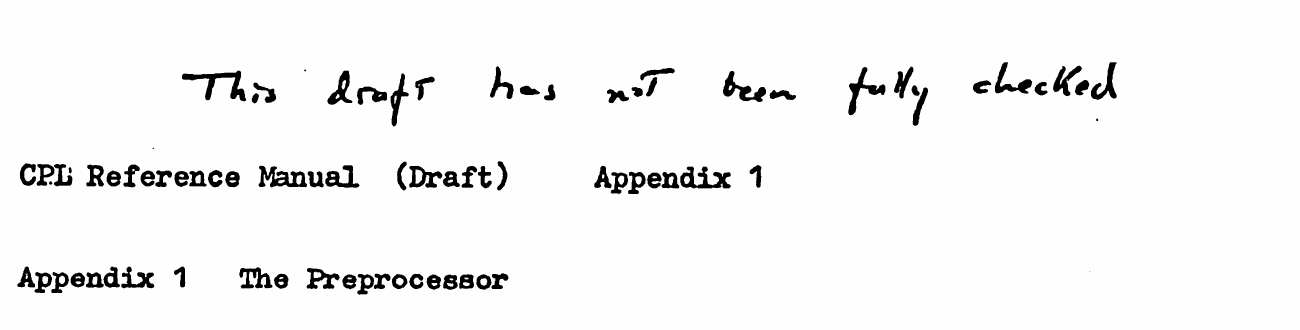 This draft has not been fully checked
CPL Reference Manual (Draft) Appendix 1
Appendix 1 The Preprocessor